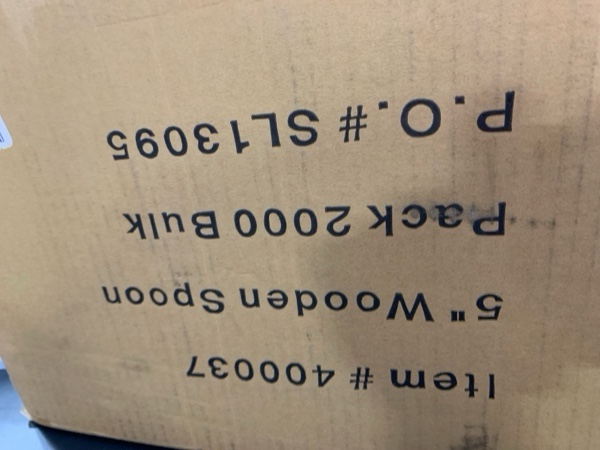 Item # 400037
5" Wooden Spoon
Pack 2000 Bulk
P.O.# SL13095